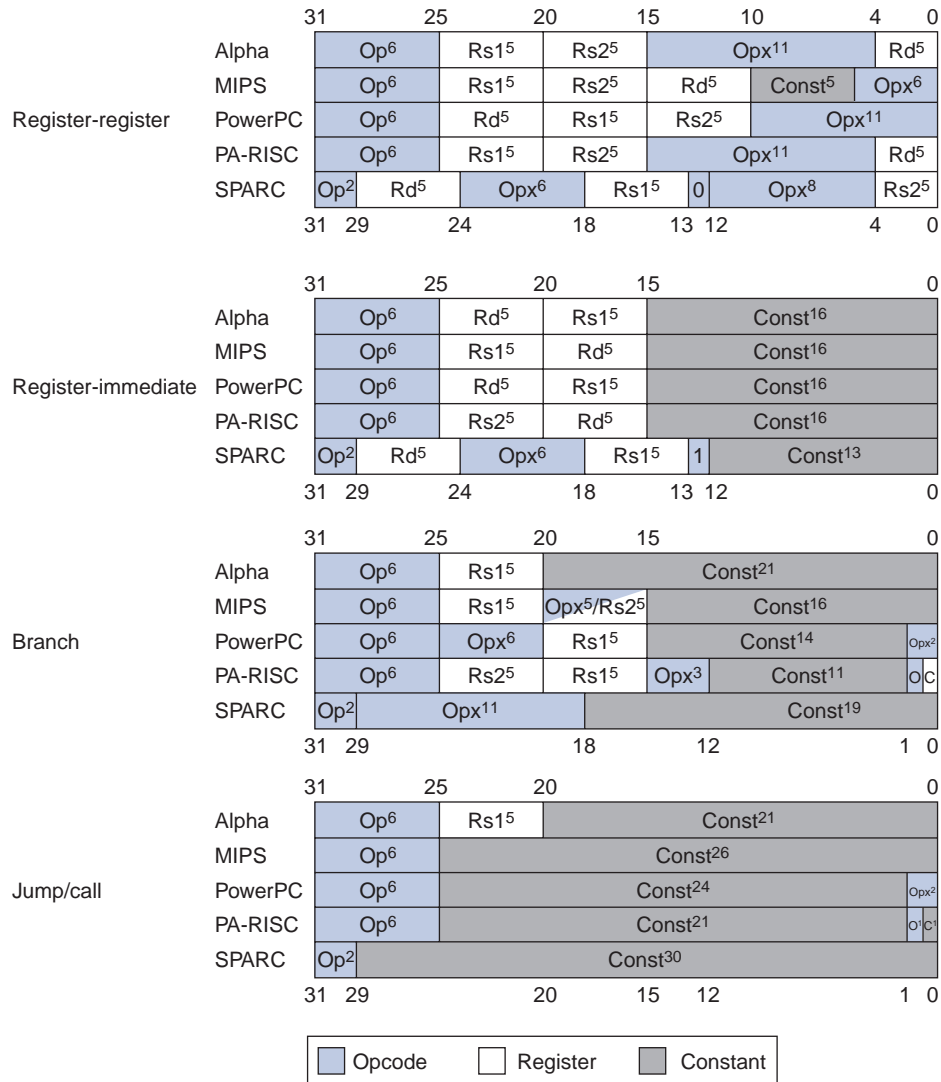 31 25 20 15 10 4 0
Alpha Op⁶ Rs1⁵ Rs2⁵ Opx¹¹ Rd⁵
MIPS Op⁶ Rs1⁵ Rs2⁵ Rd⁵ Const⁵ Opx⁶
Register-register PowerPC Op⁶ Rd⁵ Rs1⁵ Rs2⁵ Opx¹¹
PA-RISC Op⁶ Rs1⁵ Rs2⁵ Opx¹¹ Rd⁵
SPARC Op² Rd⁵ Opx⁶ Rs1⁵ 0 Opx⁸ Rs2⁵
31 29 24 18 13 12 4 0
31 25 20 15 0
Alpha Op⁶ Rd⁵ Rs1⁵ Const¹⁶
MIPS Op⁶ Rs1⁵ Rd⁵ Const¹⁶
Register-immediate PowerPC Op⁶ Rd⁵ Rs1⁵ Const¹⁶
PA-RISC Op⁶ Rs2⁵ Rd⁵ Const¹⁶
SPARC Op² Rd⁵ Opx⁶ Rs1⁵ 1 Const¹³
31 29 24 18 13 12 0
31 25 20 15 0
Alpha Op⁶ Rs1⁵ Const²¹
MIPS Op⁶ Rs1⁵ Opx⁵/Rs2⁵ Const¹⁶
Branch PowerPC Op⁶ Opx⁶ Rs1⁵ Const¹⁴ Opx²
PA-RISC Op⁶ Rs2⁵ Rs1⁵ Opx³ Const¹¹ O C
SPARC Op² Opx¹¹ Const¹⁹
31 29 18 12 1 0
31 25 20 0
Alpha Op⁶ Rs1⁵ Const²¹
MIPS Op⁶ Const²⁶
Jump/call PowerPC Op⁶ Const²⁴ Opx²
PA-RISC Op⁶ Const²¹ O¹ C¹
SPARC Op² Const³⁰
31 29 20 15 12 1 0
Opcode Register Constant